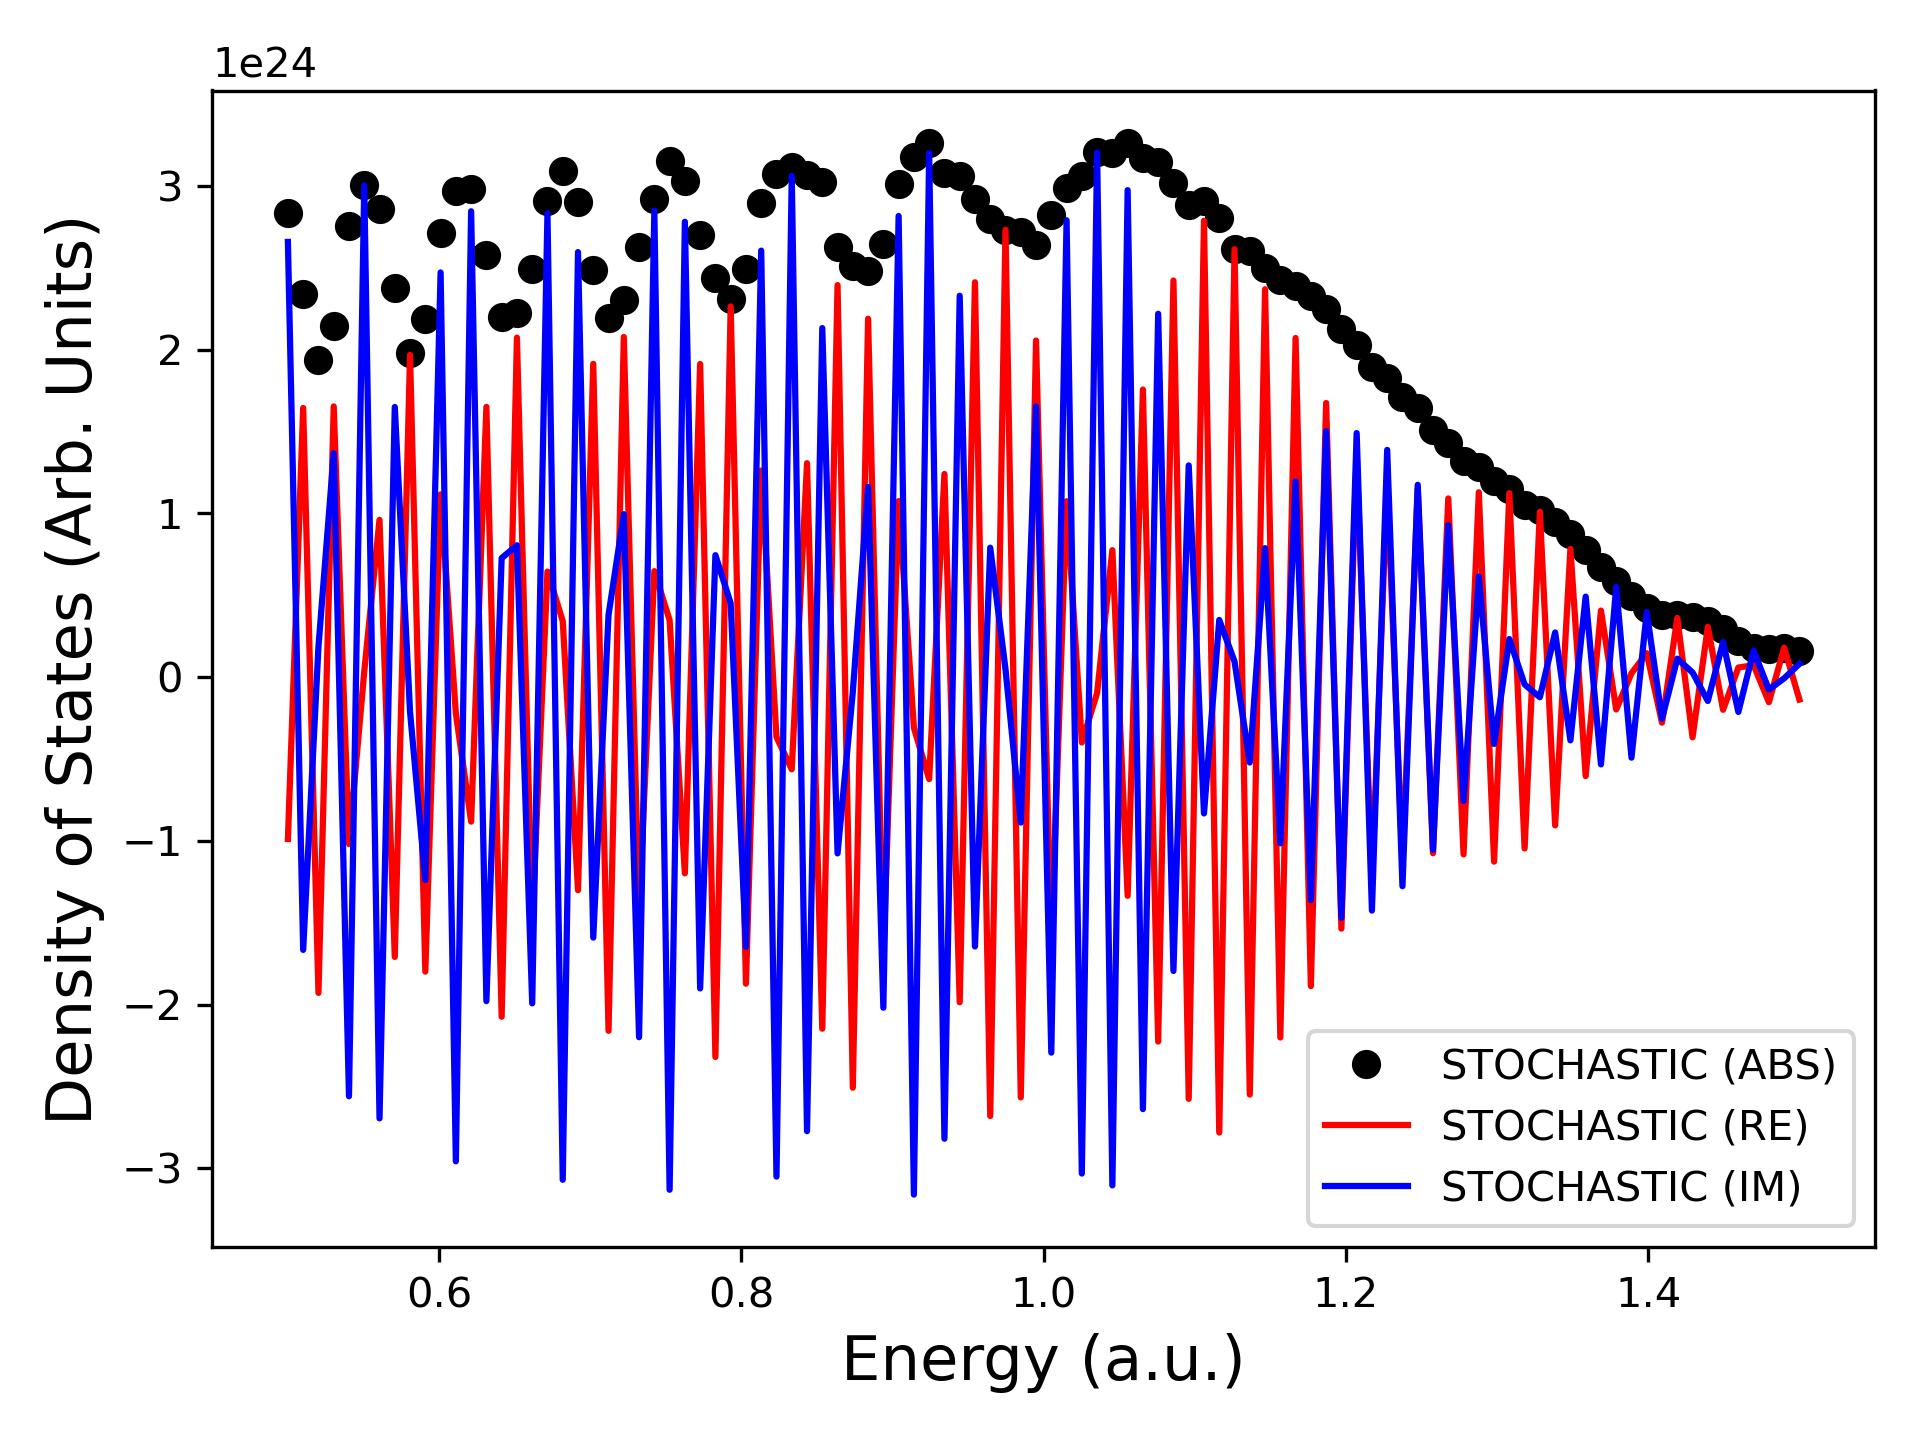 1e24
Density of States (Arb. Units)
3
2
1
0
−1
−2
−3
STOCHASTIC (ABS)
STOCHASTIC (RE)
STOCHASTIC (IM)
0.6 0.8 1.0 1.2 1.4
Energy (a.u.)